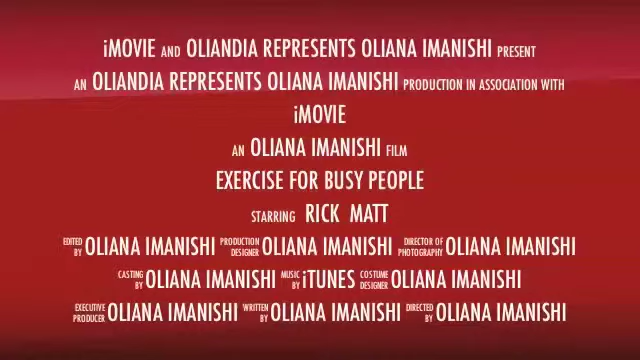 iMOVIE AND OLIANDIA REPRESENTS OLIANA IMANISHI PRESENT
AN OLIANDIA REPRESENTS OLIANA IMANISHI PRODUCTION IN ASSOCIATION WITH
iMOVIE
AN OLIANA IMANISHI FILM
EXERCISE FOR BUSY PEOPLE
STARRING RICK MATT
EDITED BY OLIANA IMANISHI PRODUCTION DESIGNER OLIANA IMANISHI DIRECTOR OF PHOTOGRAPHY OLIANA IMANISHI
CASTING BY OLIANA IMANISHI MUSIC BY iTUNES COSTUME DESIGNER OLIANA IMANISHI
EXECUTIVE PRODUCER OLIANA IMANISHI WRITTEN BY OLIANA IMANISHI DIRECTED BY OLIANA IMANISHI